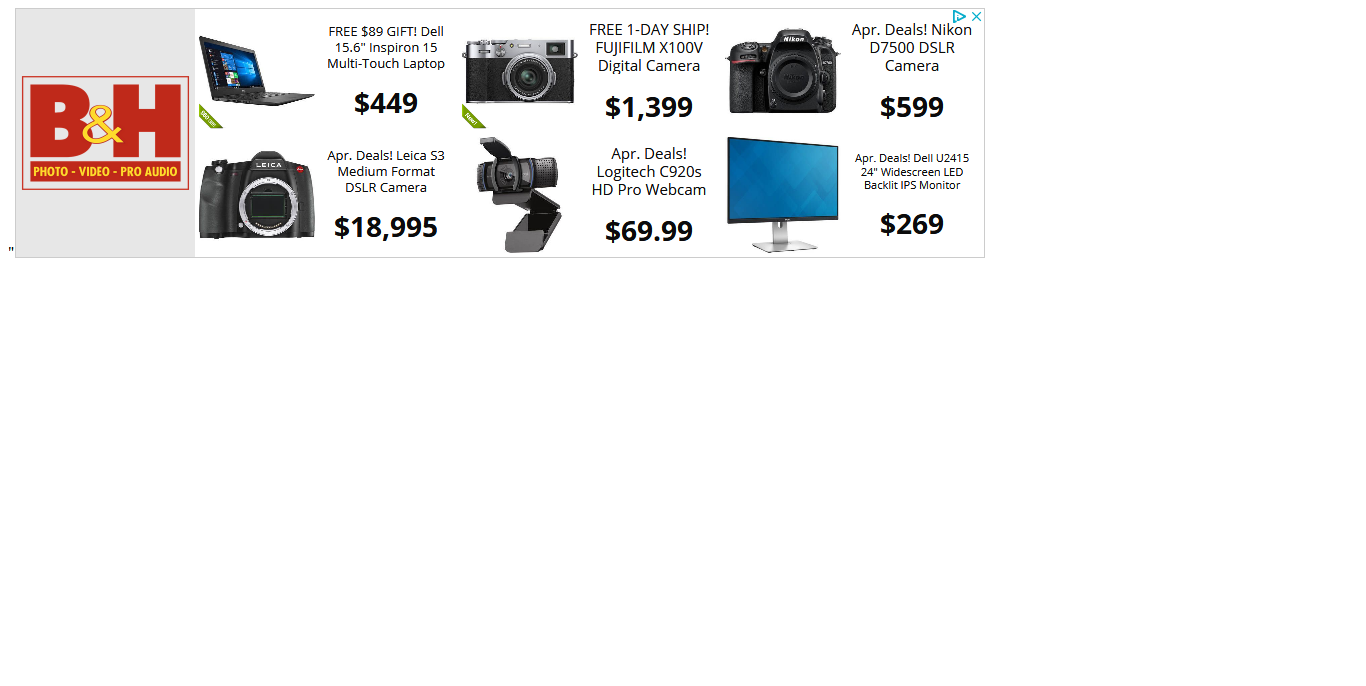 B&H
PHOTO - VIDEO - PRO AUDIO
FREE $89 GIFT! Dell
15.6" Inspiron 15
Multi-Touch Laptop
$449
FREE 1-DAY SHIP!
FUJIFILM X100V
Digital Camera
$1,399
New!
Apr. Deals! Nikon
D7500 DSLR
Camera
$599
Nikon
Apr. Deals! Leica S3
Medium Format
DSLR Camera
$18,995
LEICA
Apr. Deals!
Logitech C920s
HD Pro Webcam
$69.99
Apr. Deals! Dell U2415
24" Widescreen LED
Backlit IPS Monitor
$269
"